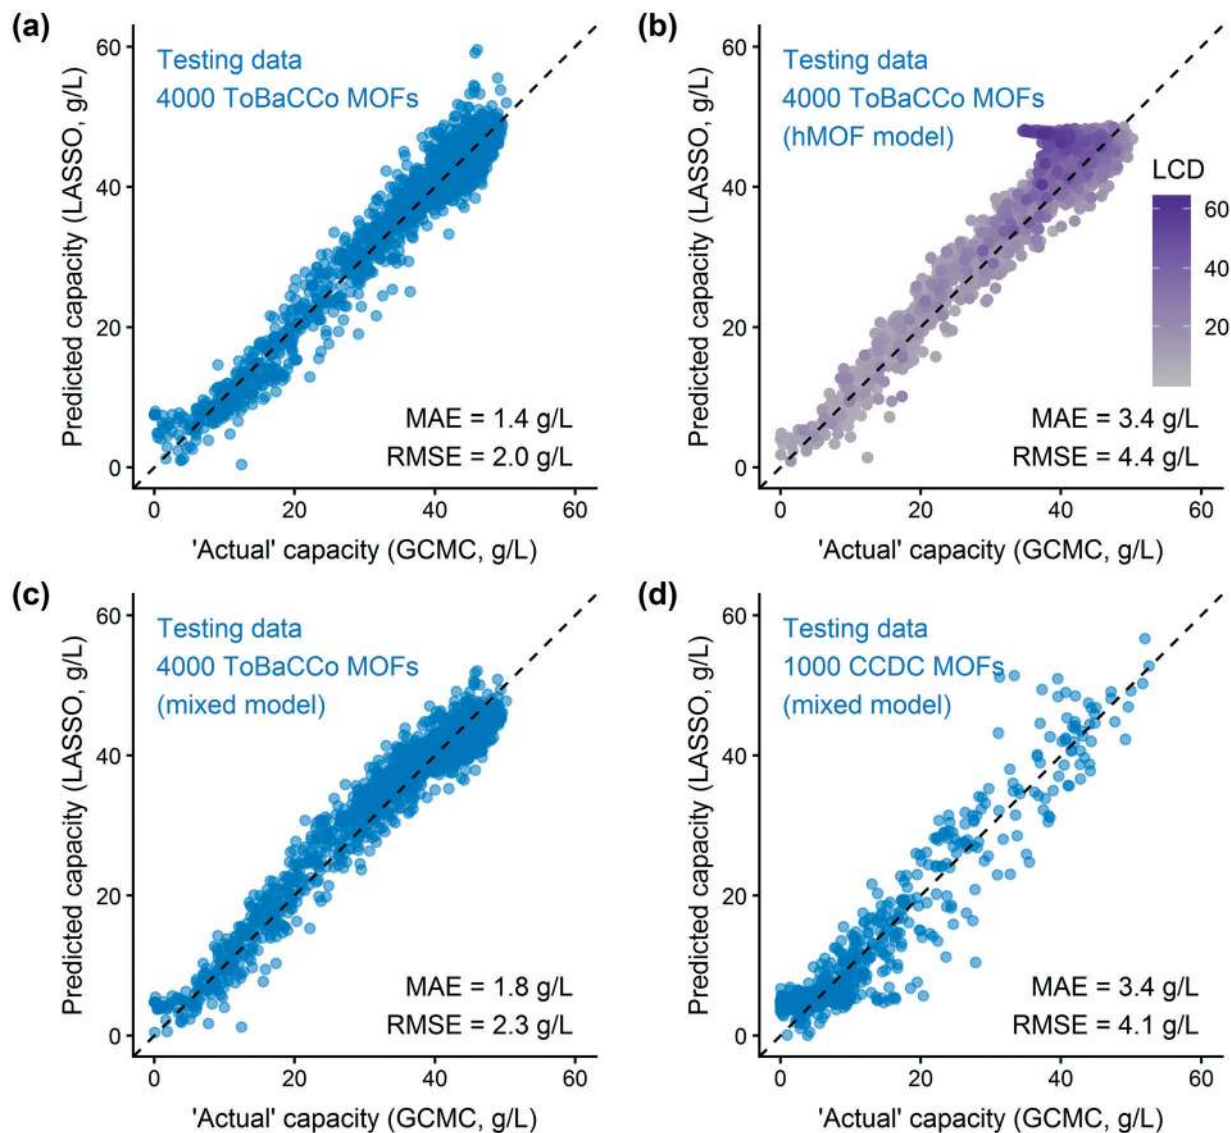 (a)
Testing data
4000 ToBaCCo MOFs
MAE = 1.4 g/L
RMSE = 2.0 g/L
Predicted capacity (LASSO, g/L)
60
40
20
0
0 20 40 60
'Actual' capacity (GCMC, g/L)
(b)
Testing data
4000 ToBaCCo MOFs
(hMOF model)
LCD
60
40
20
MAE = 3.4 g/L
RMSE = 4.4 g/L
Predicted capacity (LASSO, g/L)
60
40
20
0
0 20 40 60
'Actual' capacity (GCMC, g/L)
(c)
Testing data
4000 ToBaCCo MOFs
(mixed model)
MAE = 1.8 g/L
RMSE = 2.3 g/L
Predicted capacity (LASSO, g/L)
60
40
20
0
0 20 40 60
'Actual' capacity (GCMC, g/L)
(d)
Testing data
1000 CCDC MOFs
(mixed model)
MAE = 3.4 g/L
RMSE = 4.1 g/L
Predicted capacity (LASSO, g/L)
60
40
20
0
0 20 40 60
'Actual' capacity (GCMC, g/L)